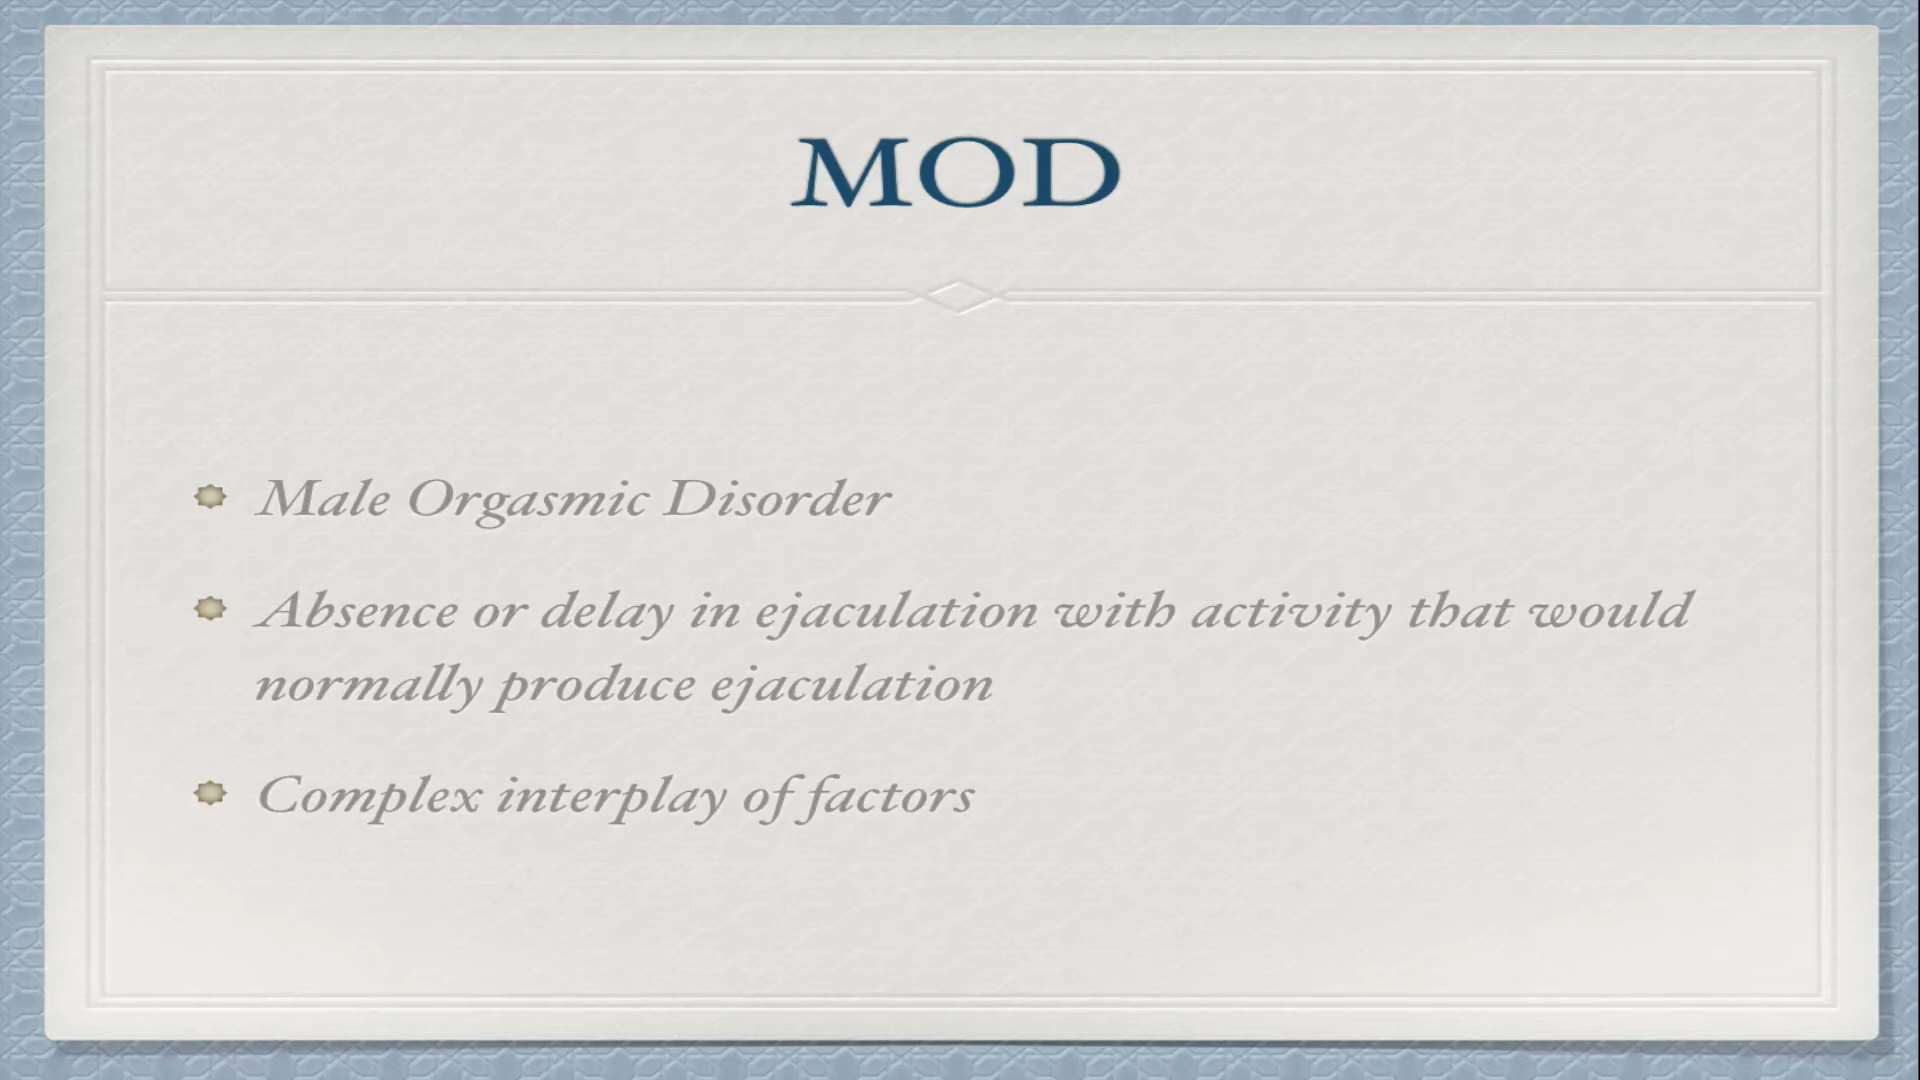 MOD
Male Orgasmic Disorder
Absence or delay in ejaculation with activity that would
normally produce ejaculation
Complex interplay of factors